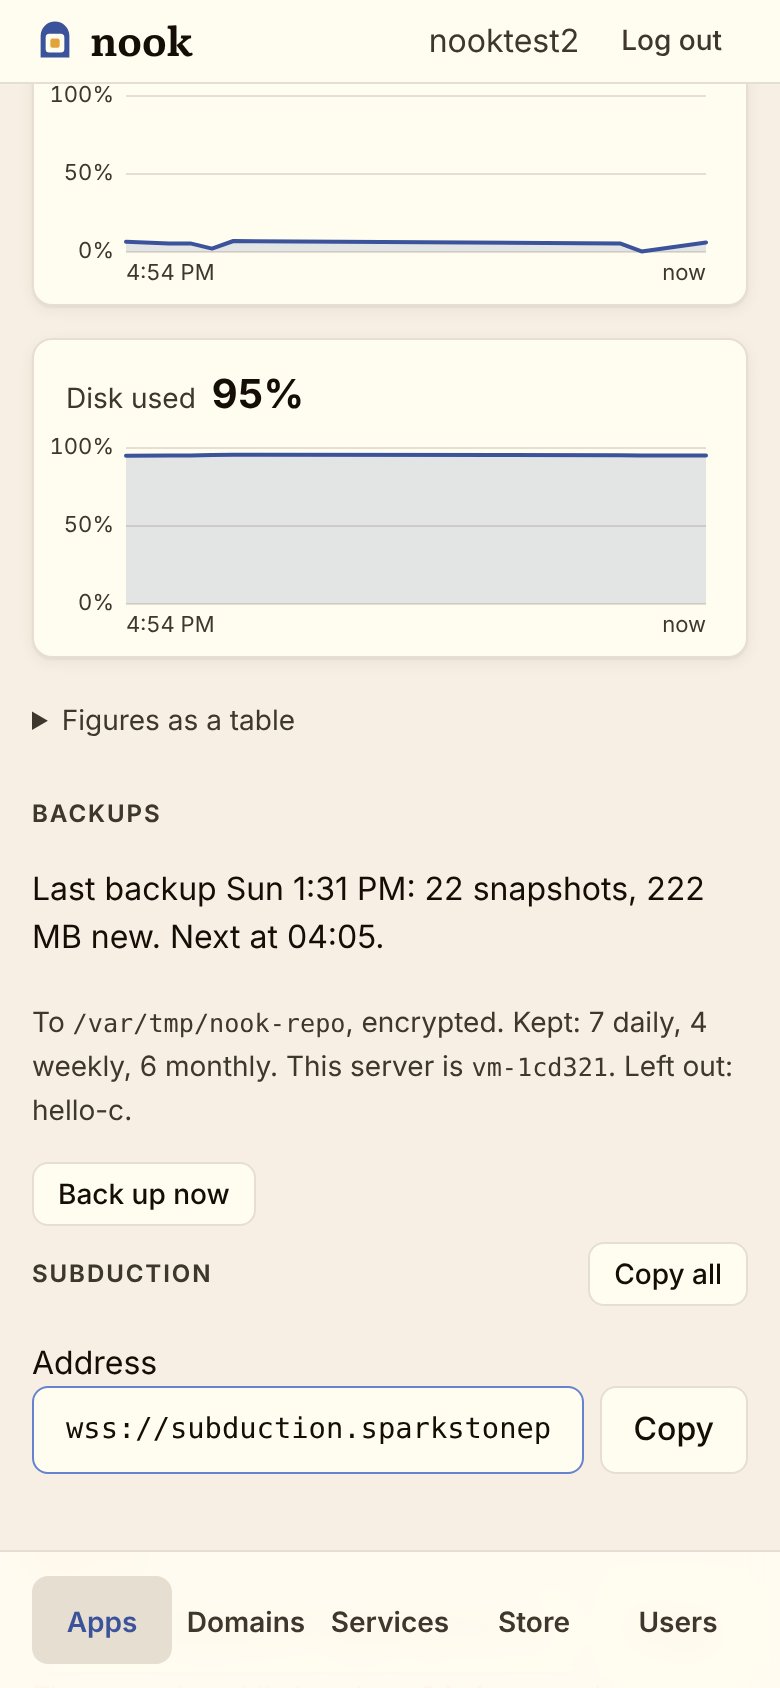 nook
nooktest2
Log out
100%
50%
0%
4:54 PM
now
Disk used 95%
100%
50%
0%
4:54 PM
now
Figures as a table
BACKUPS
Last backup Sun 1:31 PM: 22 snapshots, 222
MB new. Next at 04:05.
To /var/tmp/nook-repo, encrypted. Kept: 7 daily, 4
weekly, 6 monthly. This server is vm-1cd321. Left out:
hello-c.
Back up now
SUBDUCTION
Copy all
Address
wss://subduction.sparkstonep
Copy
Apps
Domains
Services
Store
Users